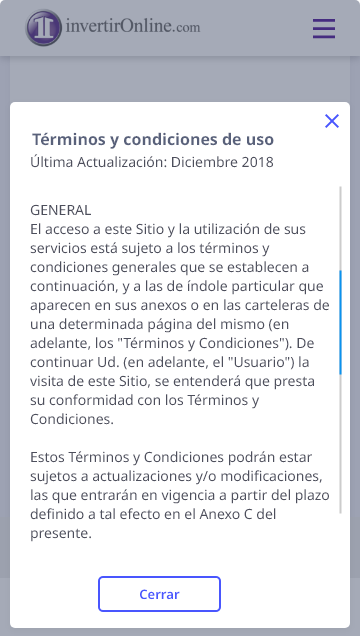 invertirOnline.com
Términos y condiciones de uso
Última Actualización: Diciembre 2018
GENERAL
El acceso a este Sitio y la utilización de sus
servicios está sujeto a los términos y
condiciones generales que se establecen a
continuación, y a las de índole particular que
aparecen en sus anexos o en las carteleras de
una determinada página del mismo (en
adelante, los "Términos y Condiciones"). De
continuar Ud. (en adelante, el "Usuario") la
visita de este Sitio, se entenderá que presta
su conformidad con los Términos y
Condiciones.
Estos Términos y Condiciones podrán estar
sujetos a actualizaciones y/o modificaciones,
las que entrarán en vigencia a partir del plazo
definido a tal efecto en el Anexo C del
presente.
Cerrar